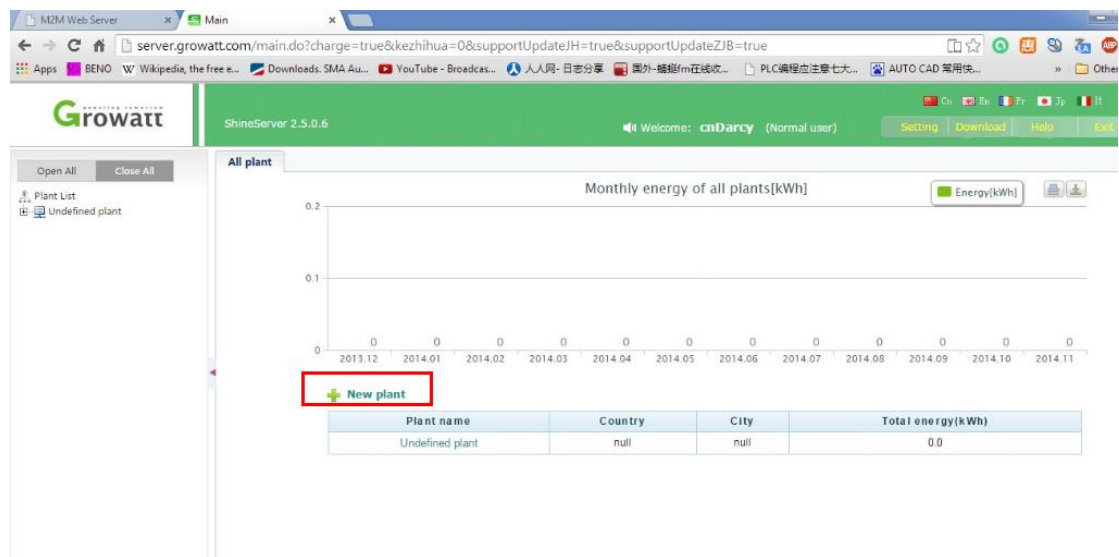 M2M Web Server
Main
server.growatt.com/main.do?charge=true&kezhihua=0&supportUpdateJH=true&supportUpdateZJB=true
Apps BENO W Wikipedia, the free e... Downloads. SMA Au... YouTube - Broadcas... 人人网- 日志分享 国外-蜻蜓fm在线收... PLC编程应注意七大... AUTO CAD 常用快... » Other
ABP
Growatt
ShineServer 2.5.0.6
Welcome: cnDarcy (Normal user)
Cn En Fr Jp It
Setting Download Help Exit
Open All Close All
Plant List
Undefined plant
All plant
Monthly energy of all plants[kWh]
Energy[kWh]
0.2
0.1
0
0 0 0 0 0 0 0 0 0 0 0 0
2013.12 2014.01 2014.02 2014.03 2014.04 2014.05 2014.06 2014.07 2014.08 2014.09 2014.10 2014.11
New plant
Plant name Country City Total energy(kWh)
Undefined plant null null 0.0